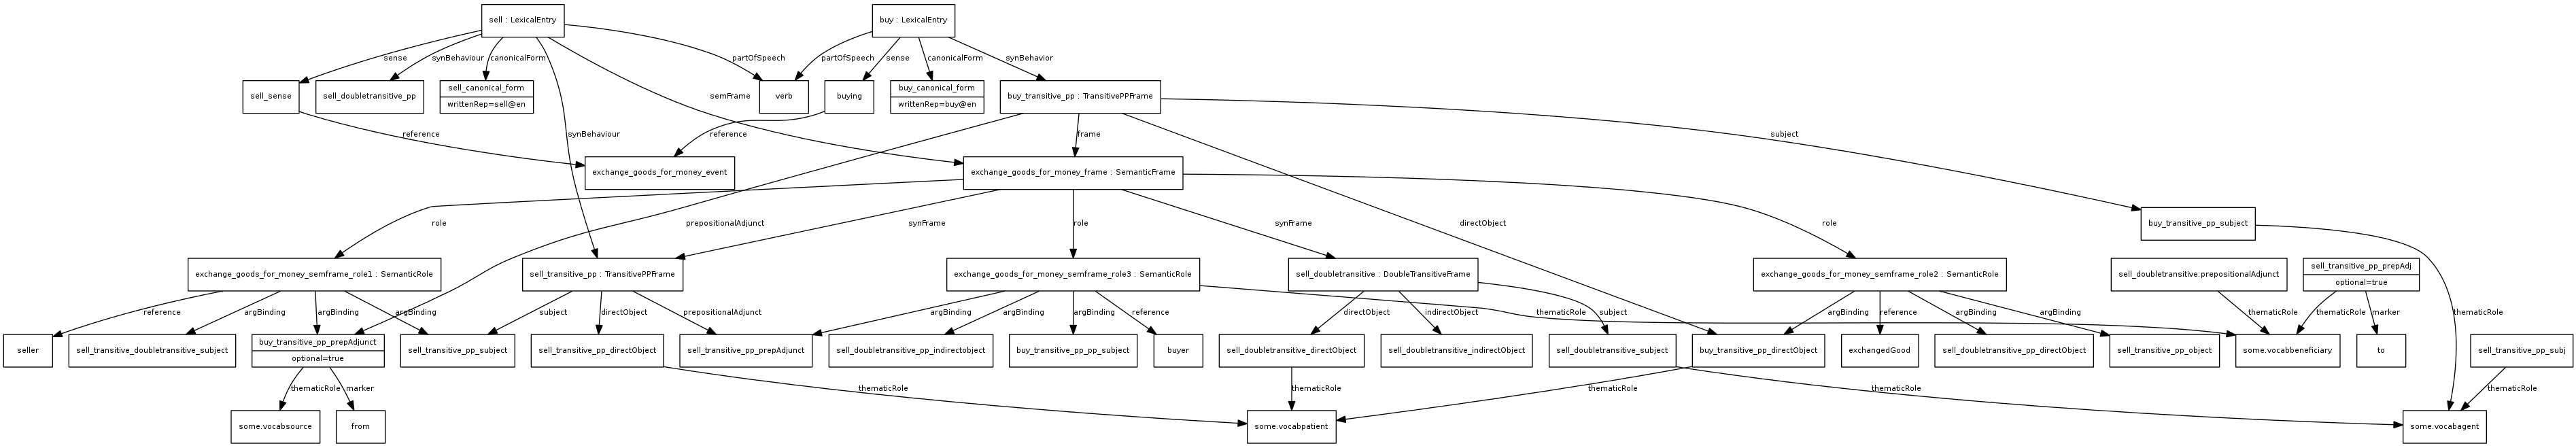 sell : LexicalEntry
buy : LexicalEntry
sense
synBehaviour
canonicalForm
partOfSpeech
partOfSpeech
sense
canonicalForm
synBehavior
sell_sense
sell_doubletransitive_pp
sell_canonical_form
writtenRep=sell@en
semFrame
verb
buying
buy_canonical_form
writtenRep=buy@en
buy_transitive_pp : TransitivePPFrame
reference
synBehaviour
reference
frame
subject
exchange_goods_for_money_event
exchange_goods_for_money_frame : SemanticFrame
role
prepositionalAdjunct
synFrame
role
synFrame
directObject
role
buy_transitive_pp_subject
exchange_goods_for_money_semframe_role1 : SemanticRole
sell_transitive_pp : TransitivePPFrame
exchange_goods_for_money_semframe_role3 : SemanticRole
sell_doubletransitive : DoubleTransitiveFrame
exchange_goods_for_money_semframe_role2 : SemanticRole
sell_doubletransitive:prepositionalAdjunct
sell_transitive_pp_prepAdj
optional=true
reference
argBinding
argBinding
argBinding
subject
directObject
prepositionalAdjunct
argBinding
argBinding
argBinding
reference
directObject
indirectObject
thematicRole
subject
argBinding
reference
argBinding
argBinding
thematicRole
thematicRole
marker
thematicRole
seller
sell_transitive_doubletransitive_subject
buy_transitive_pp_prepAdjunct
optional=true
sell_transitive_pp_subject
sell_transitive_pp_directObject
sell_transitive_pp_prepAdjunct
sell_doubletransitive_pp_indirectobject
buy_transitive_pp_pp_subject
buyer
sell_doubletransitive_directObject
sell_doubletransitive_indirectObject
sell_doubletransitive_subject
buy_transitive_pp_directObject
exchangedGood
sell_doubletransitive_pp_directObject
sell_transitive_pp_object
some.vocabbeneficiary
to
sell_transitive_pp_subj
thematicRole
marker
thematicRole
thematicRole
thematicRole
thematicRole
thematicRole
some.vocabsource
from
some.vocabpatient
some.vocabagent